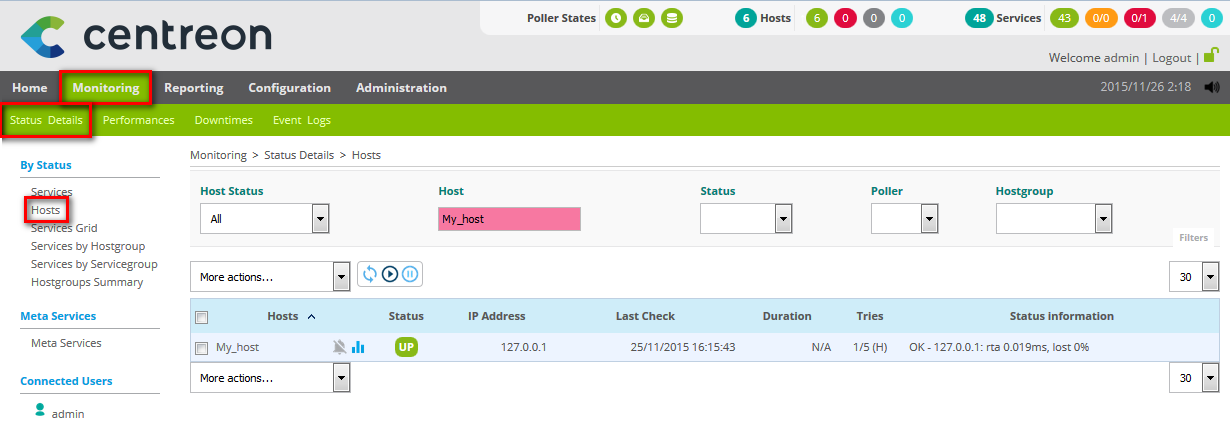 centreon
Poller States 6 Hosts 6 0 0 0 48 Services 43 0/0 0/1 4/4 0
Welcome admin | Logout |
Home Monitoring Reporting Configuration Administration 2015/11/26 2:18
Status Details Performances Downtimes Event Logs
By Status
Services
Hosts
Services Grid
Services by Hostgroup
Services by Servicegroup
Hostgroups Summary
Meta Services
Meta Services
Connected Users
admin
Monitoring > Status Details > Hosts
Host Status Host Status Poller Hostgroup
All My_host
Filters
More actions... 30
Hosts Status IP Address Last Check Duration Tries Status information
My_host UP 127.0.0.1 25/11/2015 16:15:43 N/A 1/5 (H) OK - 127.0.0.1: rta 0.019ms, lost 0%
More actions... 30